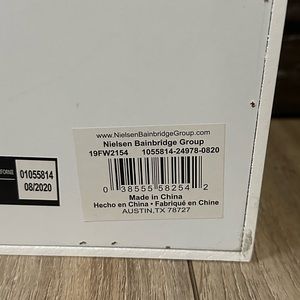 www.NielsenBainbridgeGroup.com
Nielsen Bainbridge Group
19FW2154 1055814-24978-0820
0 38555 58254 2
Made in China
Hecho en China • Fabriqué en Chine
AUSTIN,TX 78727
01055814
08/2020